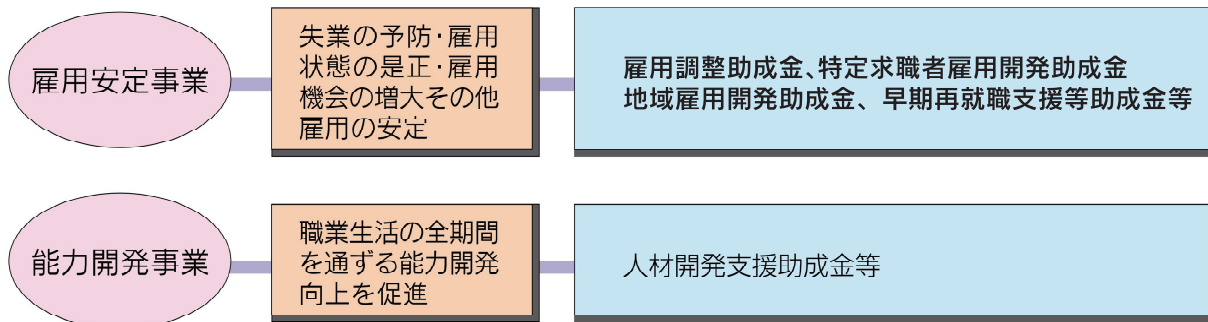 雇用安定事業
失業の予防・雇用
状態の是正・雇用
機会の増大その他
雇用の安定
雇用調整助成金、特定求職者雇用開発助成金
地域雇用開発助成金、早期再就職支援等助成金等
能力開発事業
職業生活の全期間
を通ずる能力開発
向上を促進
人材開発支援助成金等